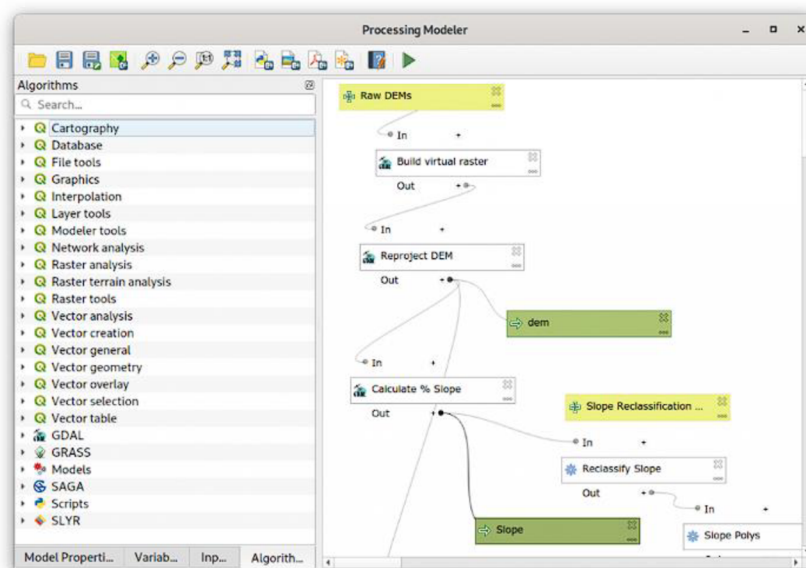 Processing Modeler
Algorithms
Search...
Cartography
Database
File tools
Graphics
Interpolation
Layer tools
Modeler tools
Network analysis
Raster analysis
Raster terrain analysis
Raster tools
Vector analysis
Vector creation
Vector general
Vector geometry
Vector overlay
Vector selection
Vector table
GDAL
GRASS
Models
SAGA
Scripts
SLYR
Model Properti...
Variab...
Inp...
Algorith...
Raw DEMs
In
+
Build virtual raster
Out
+
In
+
Reproject DEM
Out
+
dem
In
+
Calculate % Slope
Out
+
Slope Reclassification ...
In
+
Reclassify Slope
Out
+
In
+
Slope
Slope Polys